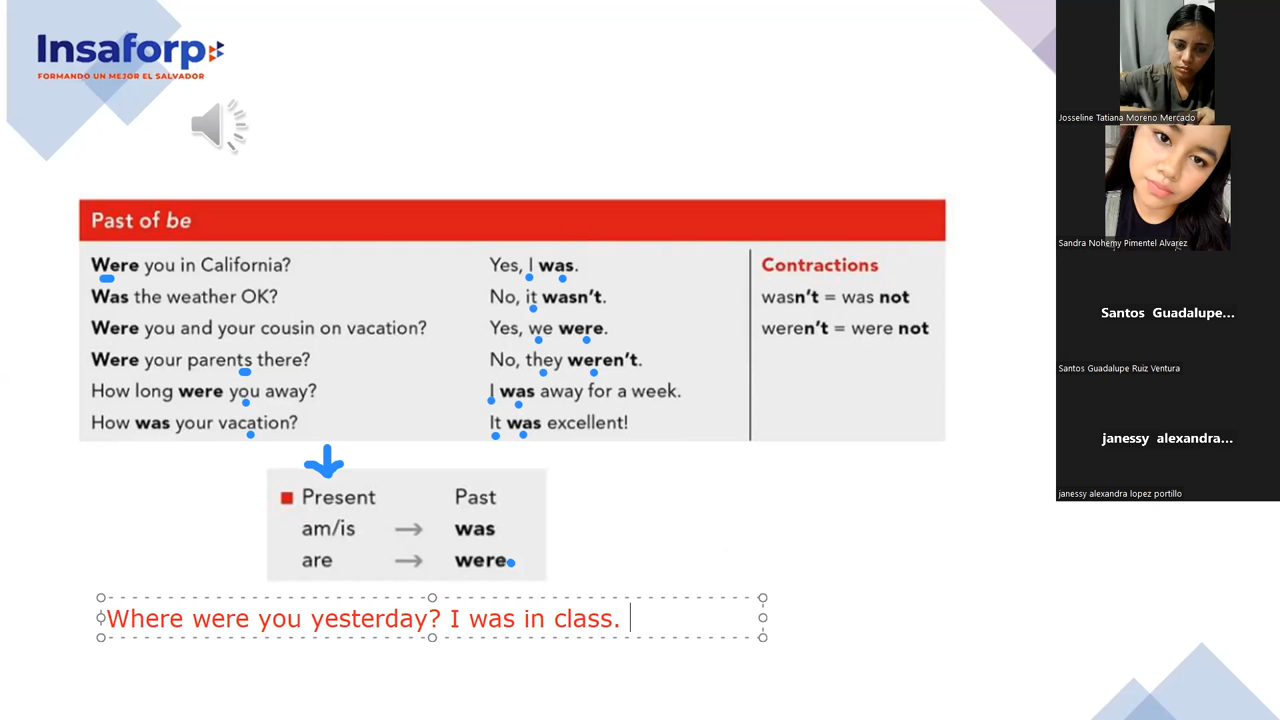 Insaforp
FORMANDO UN MEJOR EL SALVADOR
Past of be
Were you in California? Yes, I was.
Was the weather OK? No, it wasn't.
Were you and your cousin on vacation? Yes, we were.
Were your parents there? No, they weren't.
How long were you away? I was away for a week.
How was your vacation? It was excellent!
Contractions
wasn't = was not
weren't = were not
Present Past
am/is → was
are → were
Where were you yesterday? I was in class.
Josseline Tatiana Moreno Mercado
Sandra Nohemy Pimentel Alvarez
Santos Guadalupe...
Santos Guadalupe Ruiz Ventura
janessy alexandra...
janessy alexandra lopez portillo